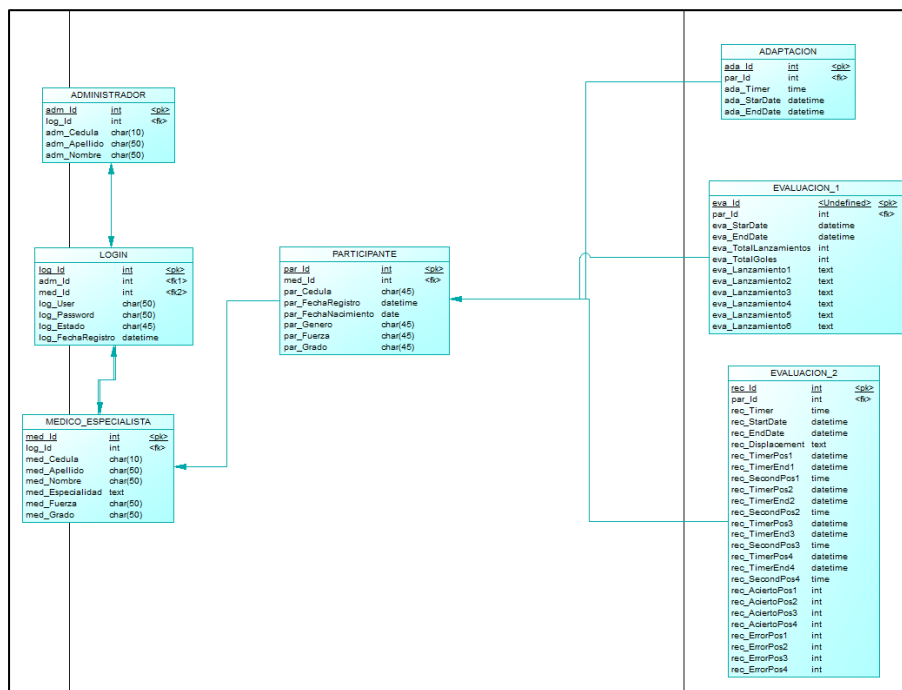 ADMINISTRADOR
adm_Id int <pk>
log_Id int <fk>
adm_Cedula char(10)
adm_Apellido char(50)
adm_Nombre char(50)
LOGIN
log_Id int <pk>
adm_Id int <fk1>
med_Id int <fk2>
log_User char(50)
log_Password char(50)
log_Estado char(45)
log_FechaRegistro datetime
MEDICO_ESPECIALISTA
med_Id int <pk>
log_Id int <fk>
med_Cedula char(10)
med_Apellido char(50)
med_Nombre char(50)
med_Especialidad text
med_Fuerza char(50)
med_Grado char(50)
PARTICIPANTE
par_Id int <pk>
med_Id int <fk>
par_Cedula char(45)
par_FechaRegistro datetime
par_FechaNacimiento date
par_Genero char(45)
par_Fuerza char(45)
par_Grado char(45)
ADAPTACION
ada_Id int <pk>
par_Id int <fk>
ada_Timer time
ada_StarDate datetime
ada_EndDate datetime
EVALUACION_1
eva_Id <Undefined> <pk>
par_Id int <fk>
eva_StarDate datetime
eva_EndDate datetime
eva_TotalLanzamientos int
eva_TotalGoles int
eva_Lanzamiento1 text
eva_Lanzamiento2 text
eva_Lanzamiento3 text
eva_Lanzamiento4 text
eva_Lanzamiento5 text
eva_Lanzamiento6 text
EVALUACION_2
rec_Id int <pk>
par_Id int <fk>
rec_Timer time
rec_StartDate datetime
rec_EndDate datetime
rec_Displacement text
rec_TimerPos1 datetime
rec_TimerEnd1 datetime
rec_SecondPos1 time
rec_TimerPos2 datetime
rec_TimerEnd2 datetime
rec_SecondPos2 time
rec_TimerPos3 datetime
rec_TimerEnd3 datetime
rec_SecondPos3 time
rec_TimerPos4 datetime
rec_TimerEnd4 datetime
rec_SecondPos4 time
rec_AciertoPos1 int
rec_AciertoPos2 int
rec_AciertoPos3 int
rec_AciertoPos4 int
rec_ErrorPos1 int
rec_ErrorPos2 int
rec_ErrorPos3 int
rec_ErrorPos4 int